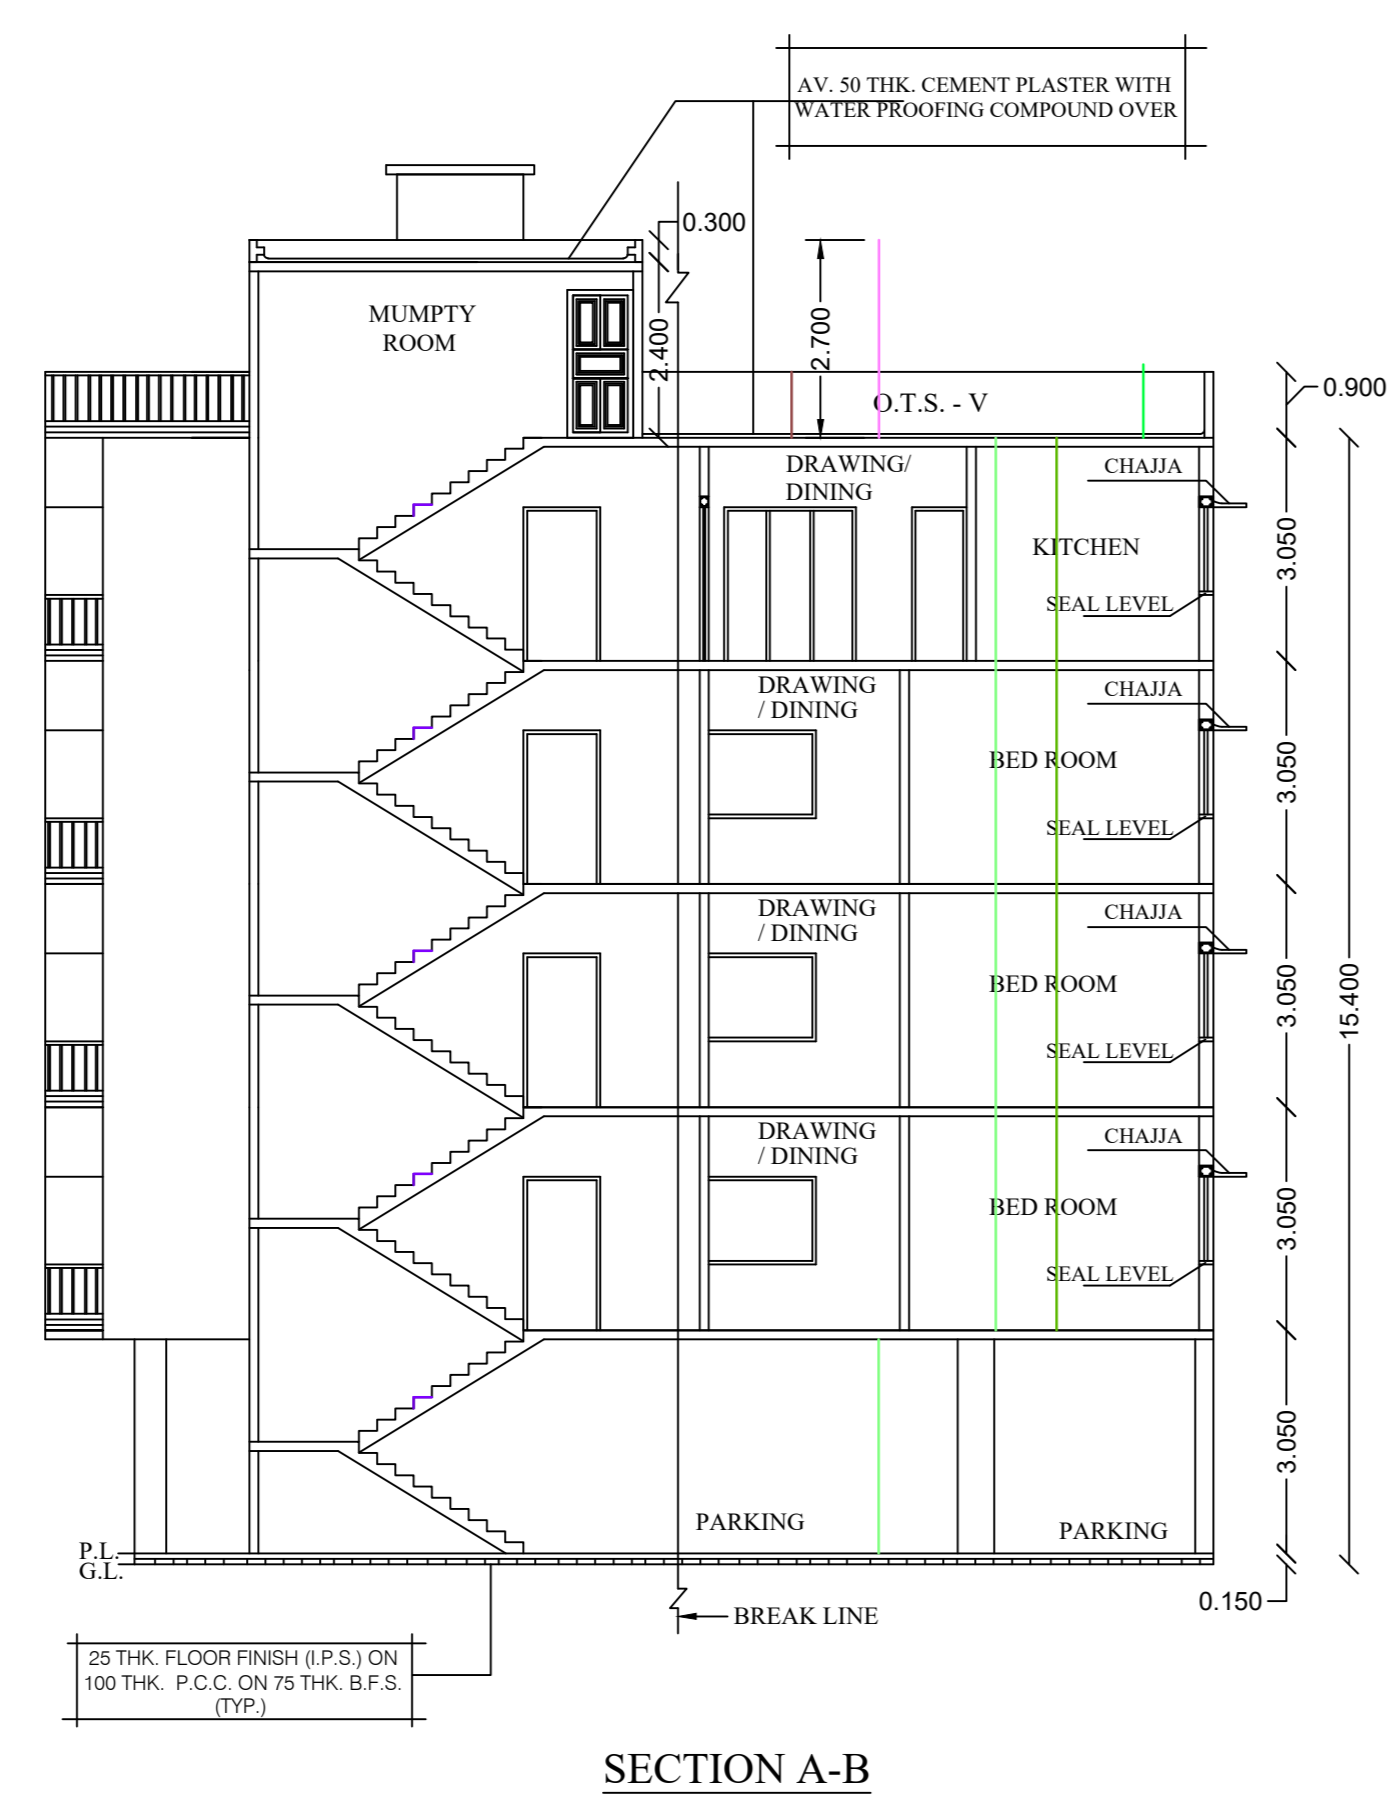 AV. 50 THK. CEMENT PLASTER WITH
WATER PROOFING COMPOUND OVER
0.300
MUMPTY
ROOM
2.400
2.700
O.T.S. - V
0.900
DRAWING/
DINING
CHAJJA
KITCHEN
SEAL LEVEL
3.050
DRAWING
/ DINING
CHAJJA
BED ROOM
SEAL LEVEL
3.050
DRAWING
/ DINING
CHAJJA
BED ROOM
SEAL LEVEL
3.050
15.400
DRAWING
/ DINING
CHAJJA
BED ROOM
SEAL LEVEL
3.050
3.050
PARKING
PARKING
P.L.
G.L.
0.150
BREAK LINE
25 THK. FLOOR FINISH (I.P.S.) ON
100 THK. P.C.C. ON 75 THK. B.F.S.
(TYP.)
SECTION A-B